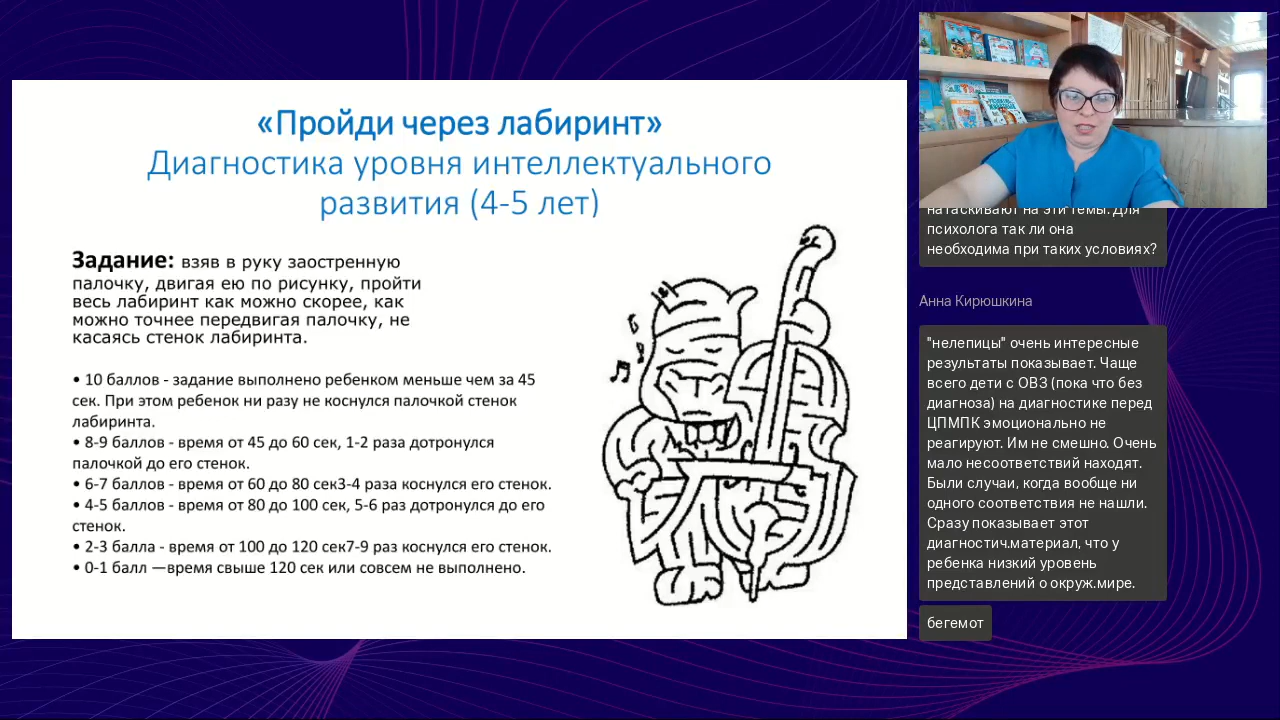 «Пройди через лабиринт»
Диагностика уровня интеллектуального
развития (4-5 лет)
Задание: взяв в руку заостренную
палочку, двигая ею по рисунку, пройти
весь лабиринт как можно скорее, как
можно точнее передвигая палочку, не
касаясь стенок лабиринта.
• 10 баллов - задание выполнено ребенком меньше чем за 45
сек. При этом ребенок ни разу не коснулся палочкой стенок
лабиринта.
• 8-9 баллов - время от 45 до 60 сек, 1-2 раза дотронулся
палочкой до его стенок.
• 6-7 баллов - время от 60 до 80 сек3-4 раза коснулся его стенок.
• 4-5 баллов - время от 80 до 100 сек, 5-6 раз дотронулся до его
стенок.
• 2-3 балла - время от 100 до 120 сек7-9 раз коснулся его стенок.
• 0-1 балл —время свыше 120 сек или совсем не выполнено.
натаскивают на эти темы. Для
психолога так ли она
необходима при таких условиях?
Анна Кирюшкина
"нелепицы" очень интересные
результаты показывает. Чаще
всего дети с ОВЗ (пока что без
диагноза) на диагностике перед
ЦПМПК эмоционально не
реагируют. Им не смешно. Очень
мало несоответствий находят.
Были случаи, когда вообще ни
одного соответствия не нашли.
Сразу показывает этот
диагностич.материал, что у
ребенка низкий уровень
представлений о окруж.мире.
бегемот